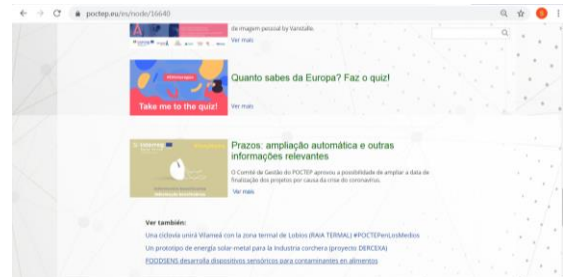 poctep.eu/es/node/16640
de imagem pessoal by Vanstalle.
Ver mais
Take me to the quiz!
Quanto sabes da Europa? Faz o quiz!
Ver mais
Interreg
Prazos: ampliação automática e outras
informações relevantes
O Comité de Gestão do POCTEP aprovou a possibilidade de ampliar a data de
finalização dos projetos por causa da crise do coronavírus.
Ver mais
Ver también:
Una ciclovía unirá Vilameá con la zona termal de Lobios (RAIA TERMAL) #POCTEPenLosMedios
Un prototipo de energía solar-metal para la industria corchera (proyecto DERCEXA)
FOODSENS desarrolla dispositivos sensóricos para contaminantes en alimentos